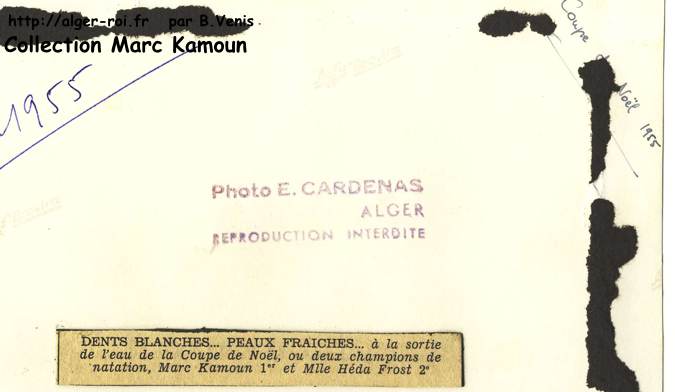 http://alger-roi.fr par B.Venis
Collection Marc Kamoun
1955
Coupe de Noël 1955
Photo E. CARDENAS
ALGER
REPRODUCTION INTERDITE
DENTS BLANCHES... PEAUX FRAICHES... à la sortie
de l'eau de la Coupe de Noël, ou deux champions de
natation, Marc Kamoun 1er et Mlle Héda Frost 2e